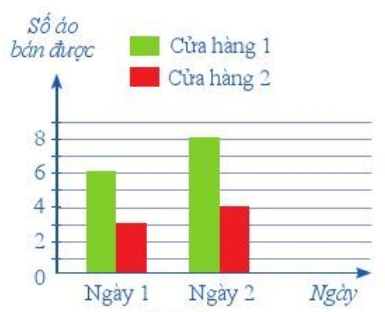 Số áo
bán được
Cửa hàng 1
Cửa hàng 2
8
6
4
2
0
Ngày 1
Ngày 2
Ngày